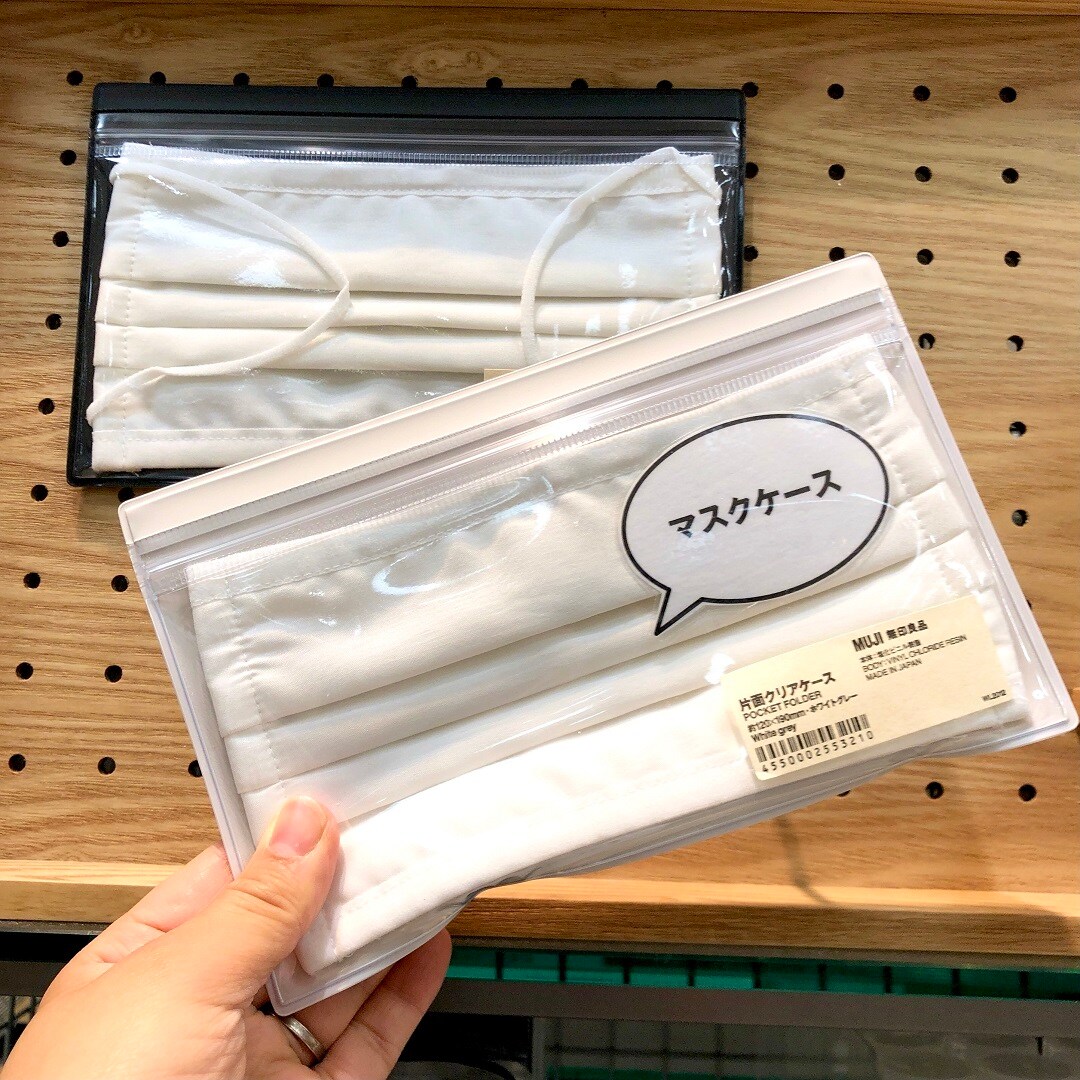 マスクケース
MUJI 無印良品
本体:塩化ビニル樹脂
BODY:VINYL CHLORIDE RESIN
MADE IN JAPAN
片面クリアケース
POCKET FOLDER
約120×190mm・ホワイトグレー
White grey
4550002553210